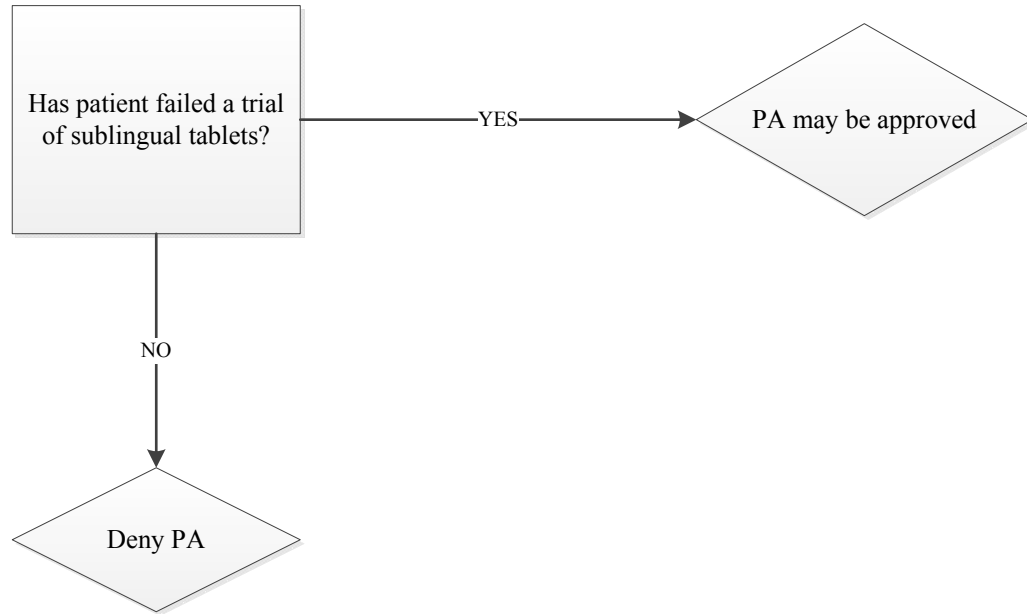 Has patient failed a trial
of sublingual tablets?
YES
PA may be approved
NO
Deny PA